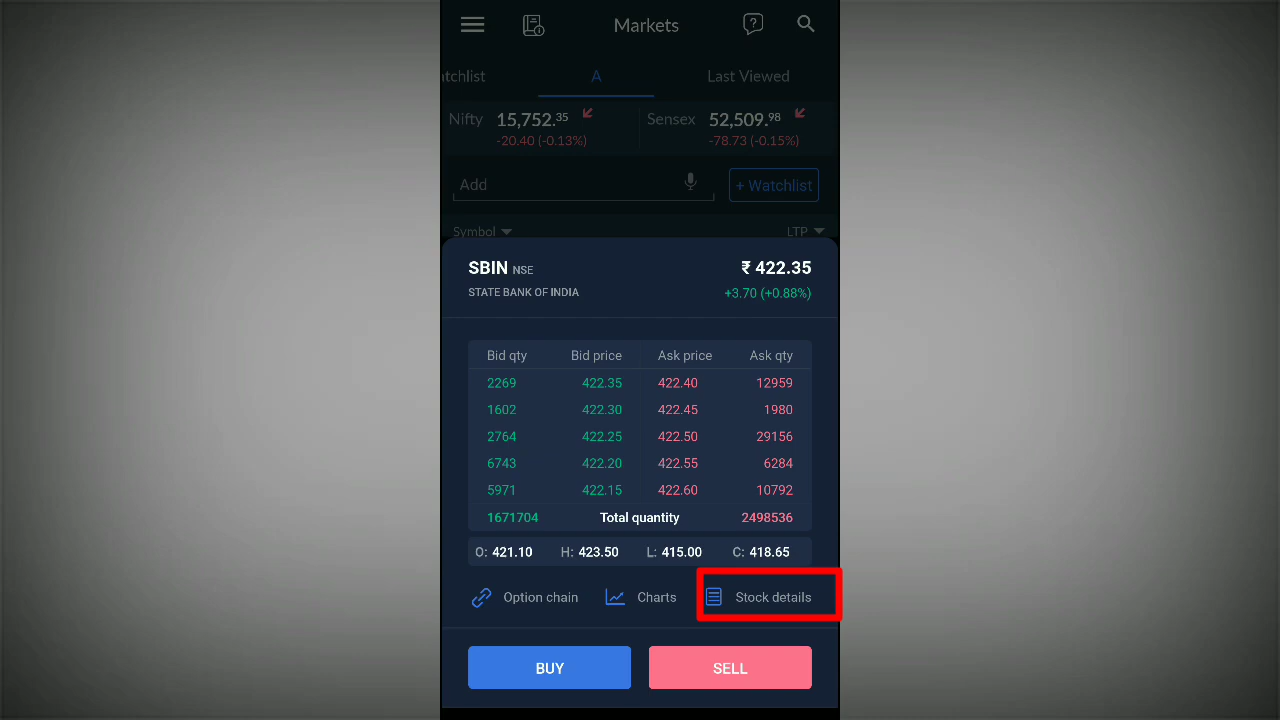 Markets
?
tchlist A Last Viewed
Nifty 15,752.35 Sensex 52,509.98
-20.40 (-0.13%) -78.73 (-0.15%)
Add + Watchlist
Symbol LTP
SBIN NSE ₹ 422.35
STATE BANK OF INDIA +3.70 (+0.88%)
Bid qty Bid price Ask price Ask qty
2269 422.35 422.40 12959
1602 422.30 422.45 1980
2764 422.25 422.50 29156
6743 422.20 422.55 6284
5971 422.15 422.60 10792
1671704 Total quantity 2498536
O: 421.10 H: 423.50 L: 415.00 C: 418.65
Option chain Charts Stock details
BUY SELL